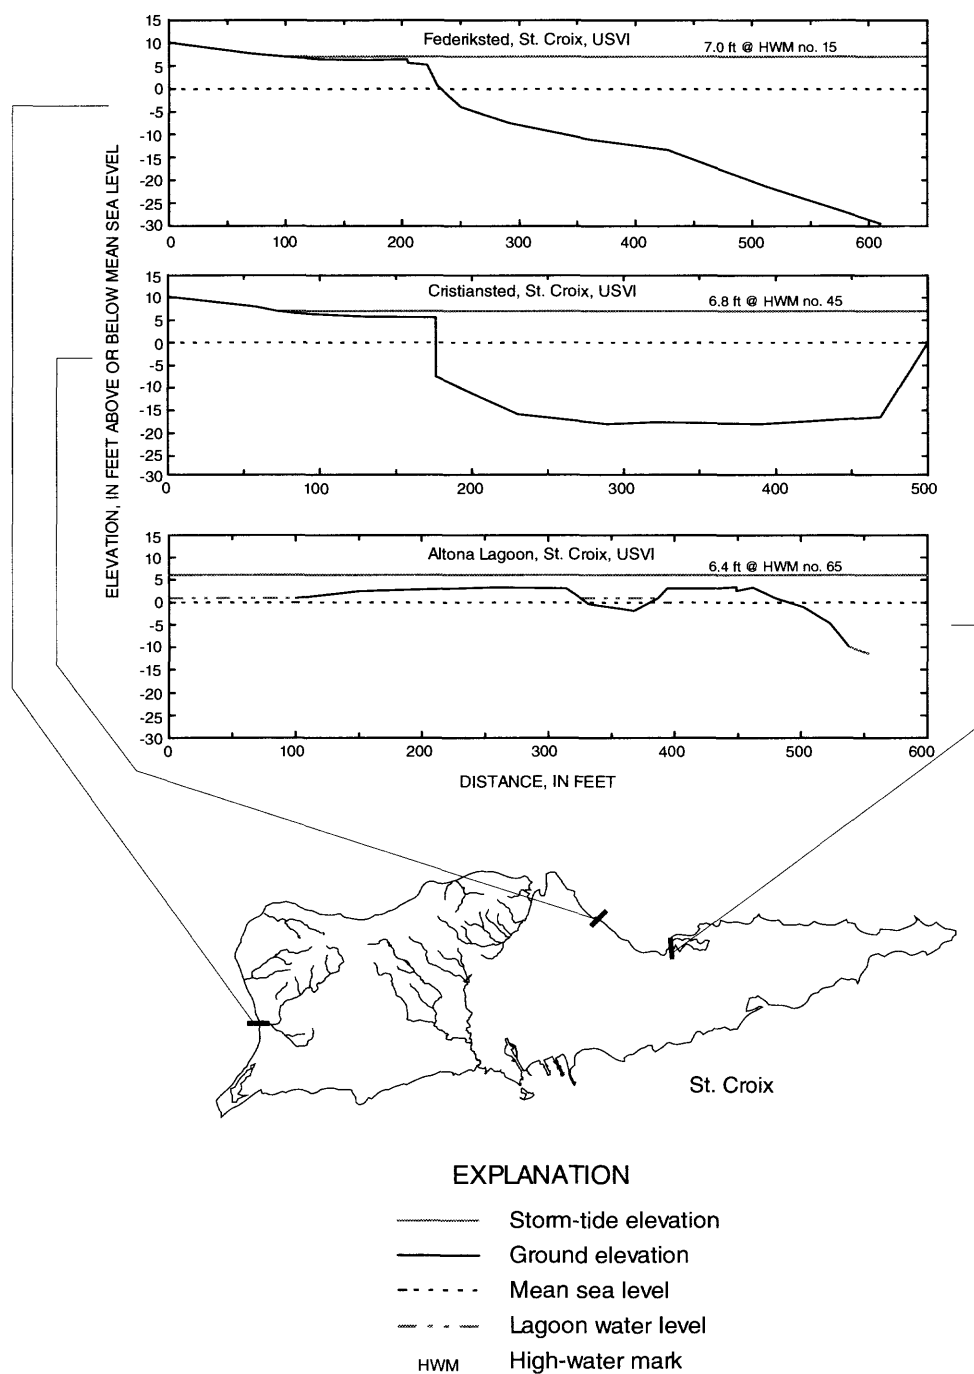 ELEVATION, IN FEET ABOVE OR BELOW MEAN SEA LEVEL
Federiksted, St. Croix, USVI
7.0 ft @ HWM no. 15
15
10
5
0
-5
-10
-15
-20
-25
-30
0 100 200 300 400 500 600
Cristiansted, St. Croix, USVI
6.8 ft @ HWM no. 45
15
10
5
0
-5
-10
-15
-20
-25
-30
0 100 200 300 400 500
Altona Lagoon, St. Croix, USVI
6.4 ft @ HWM no. 65
15
10
5
0
-5
-10
-15
-20
-25
-30
0 100 200 300 400 500 600
DISTANCE, IN FEET
St. Croix
EXPLANATION
Storm-tide elevation
Ground elevation
Mean sea level
Lagoon water level
HWM High-water mark